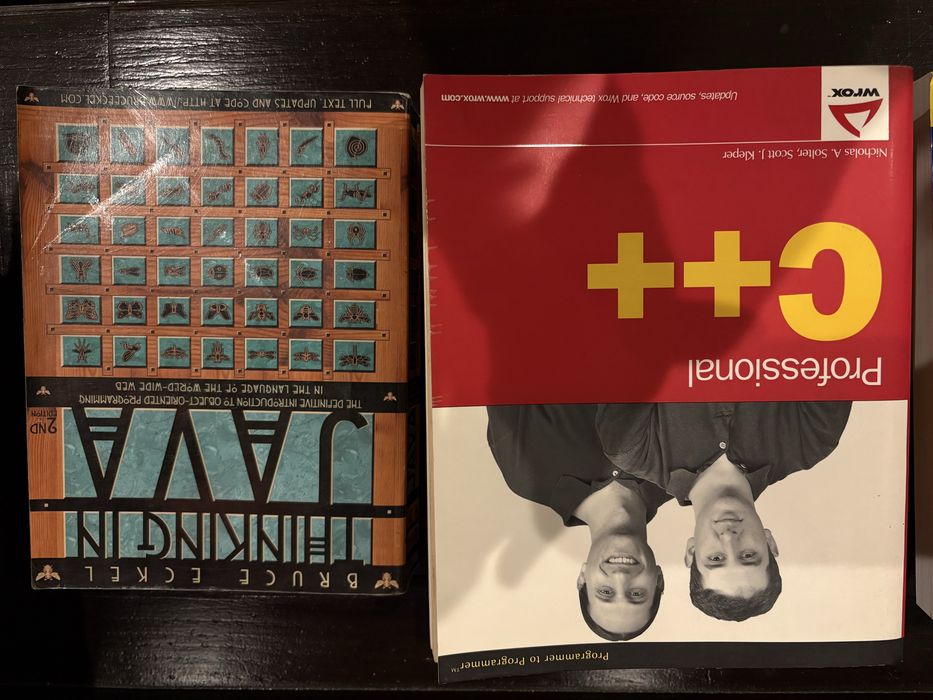 BRUCE ECKEL
THINKING IN
JAVA
2ND
EDITION
THE DEFINITIVE INTRODUCTION TO OBJECT-ORIENTED PROGRAMMING
IN THE LANGUAGE OF THE WORLD-WIDE WEB
FULL TEXT, UPDATES AND CODE AT HTTP://WWW.BRUCEECKEL.COM
Programmer to Programmer™
Professional
C++
Nicholas A. Solter, Scott J. Kleper
wrox™
Updates, source code, and Wrox technical support at www.wrox.com